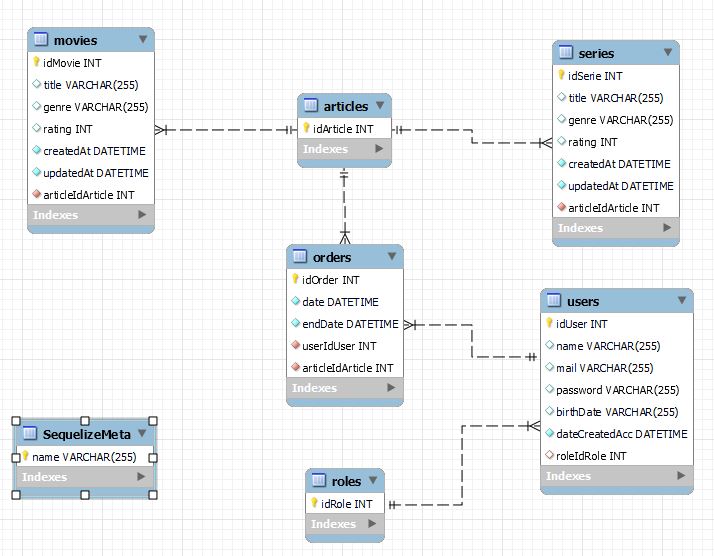 movies
idMovie INT
title VARCHAR(255)
genre VARCHAR(255)
rating INT
createdAt DATETIME
updatedAt DATETIME
articleIdArticle INT
Indexes
articles
idArticle INT
Indexes
series
idSerie INT
title VARCHAR(255)
genre VARCHAR(255)
rating INT
createdAt DATETIME
updatedAt DATETIME
articleIdArticle INT
Indexes
orders
idOrder INT
date DATETIME
endDate DATETIME
userIdUser INT
articleIdArticle INT
Indexes
users
idUser INT
name VARCHAR(255)
mail VARCHAR(255)
password VARCHAR(255)
birthDate VARCHAR(255)
dateCreatedAcc DATETIME
roleIdRole INT
Indexes
SequelizeMeta
name VARCHAR(255)
Indexes
roles
idRole INT
Indexes